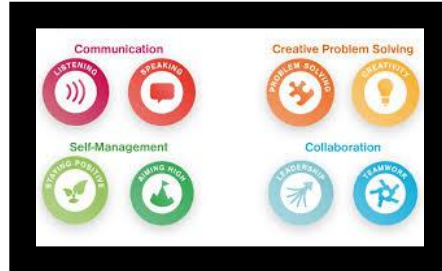 Communication
Creative Problem Solving
LISTENING
SPEAKING
PROBLEM SOLVING
CREATIVITY
Self-Management
Collaboration
STAYING POSITIVE
AIMING HIGH
LEADERSHIP
TEAMWORK